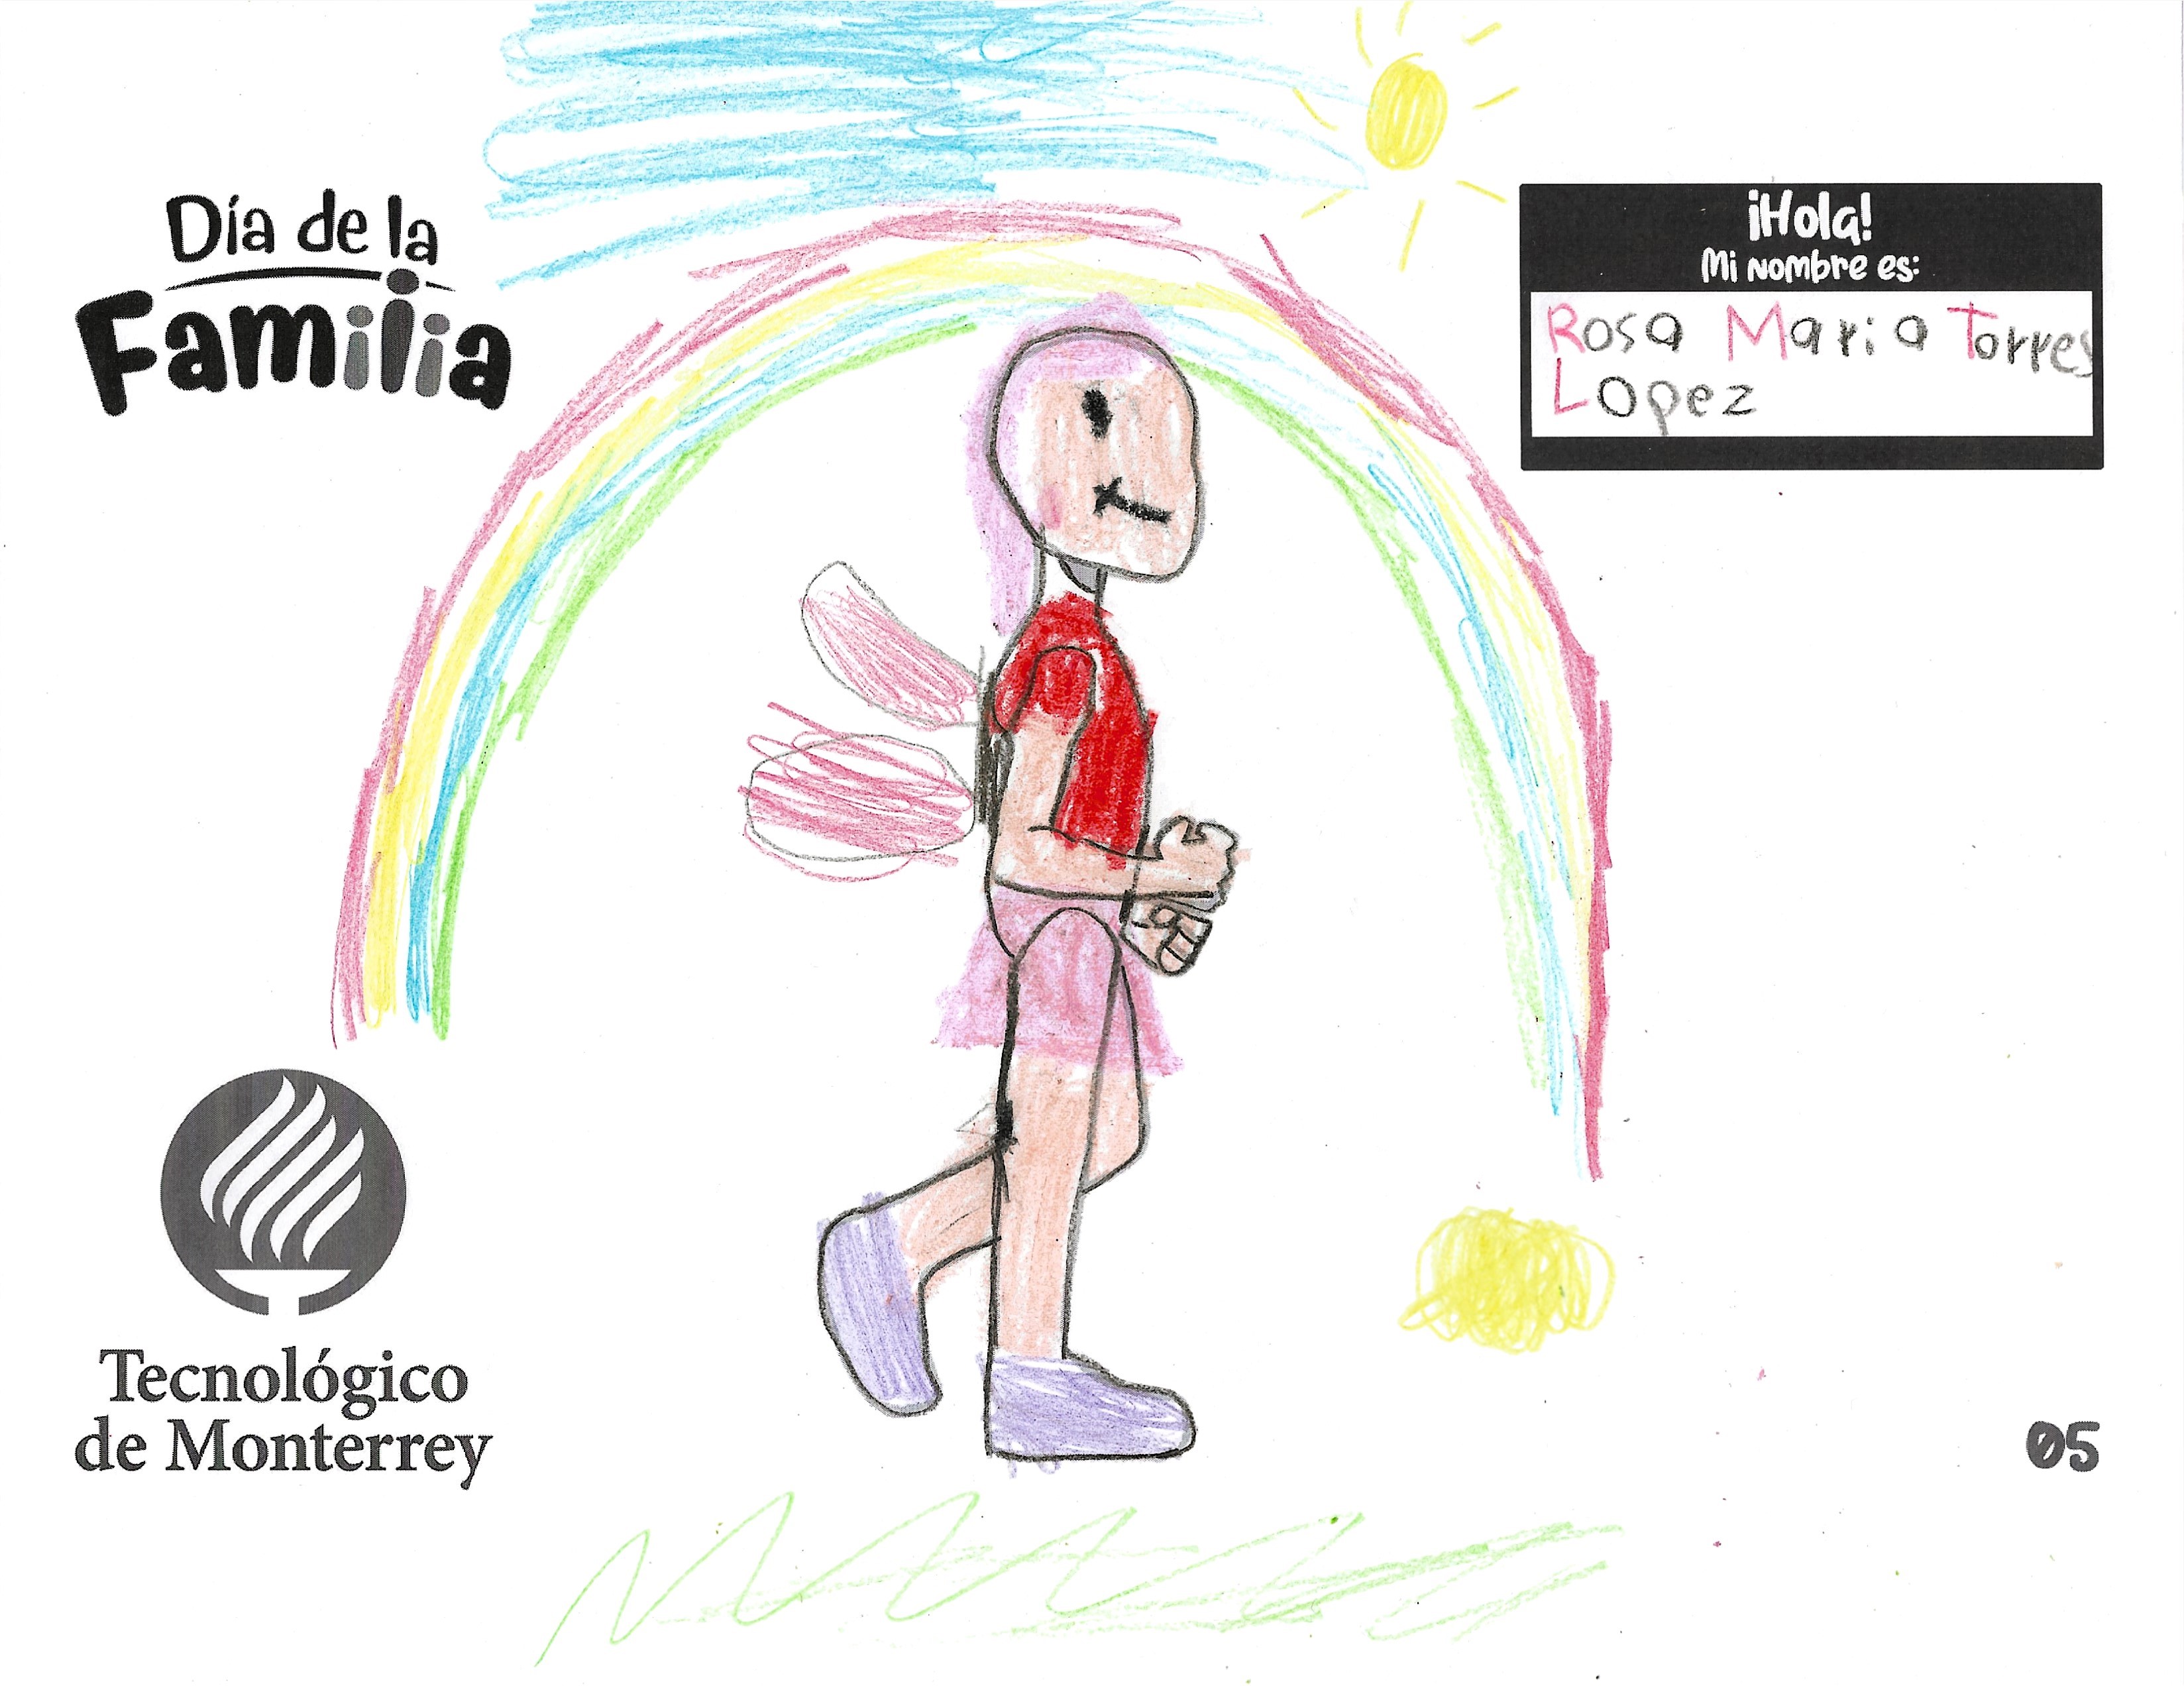 Día de la
Familia
¡Hola!
Mi nombre es:
Rosa Maria Torres
Lopez
Tecnológico
de Monterrey
05